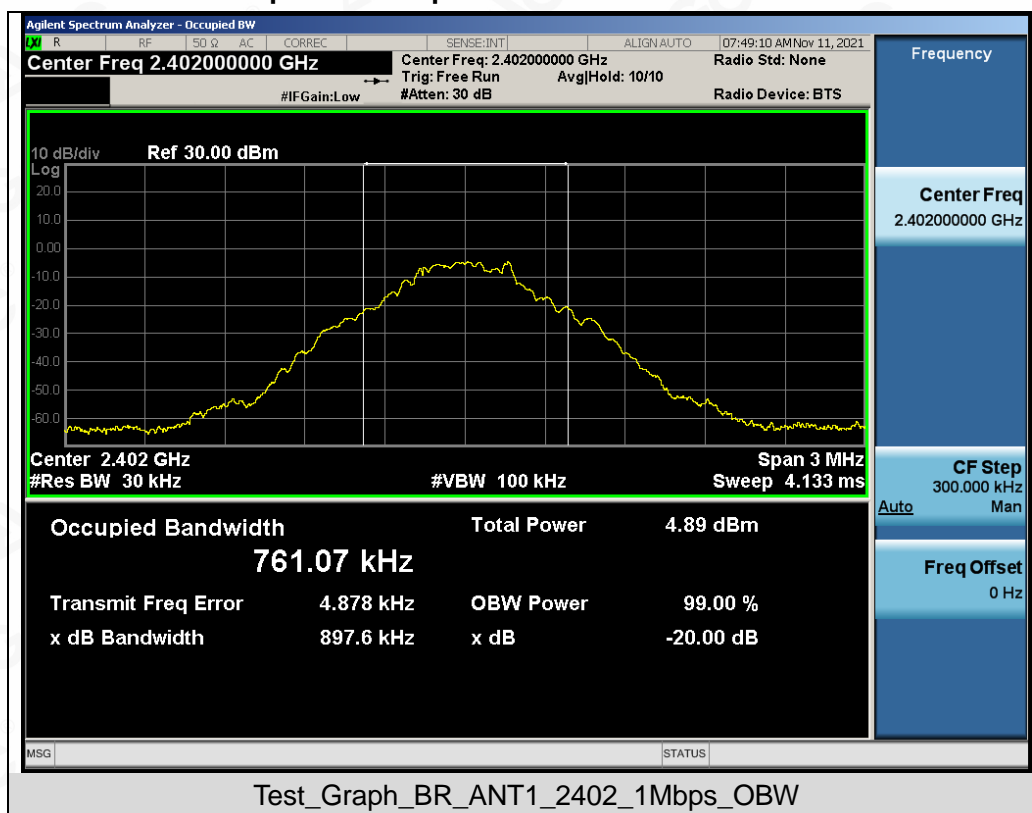 Agilent Spectrum Analyzer - Occupied BW
LXI R RF 50 Ω AC CORREC SENSE:INT ALIGN AUTO 07:49:10 AM Nov 11, 2021
Center Freq 2.402000000 GHz
Center Freq: 2.402000000 GHz
Radio Std: None
Trig: Free Run Avg|Hold: 10/10
#IFGain:Low
#Atten: 30 dB
Radio Device: BTS
10 dB/div Ref 30.00 dBm
Log
20.0
10.0
0.00
-10.0
-20.0
-30.0
-40.0
-50.0
-60.0
Center 2.402 GHz Span 3 MHz
#Res BW 30 kHz #VBW 100 kHz Sweep 4.133 ms
Occupied Bandwidth Total Power 4.89 dBm
761.07 kHz
Transmit Freq Error 4.878 kHz OBW Power 99.00 %
x dB Bandwidth 897.6 kHz x dB -20.00 dB
Frequency
Center Freq
2.402000000 GHz
CF Step
300.000 kHz
Auto Man
Freq Offset
0 Hz
MSG STATUS
Test_Graph_BR_ANT1_2402_1Mbps_OBW